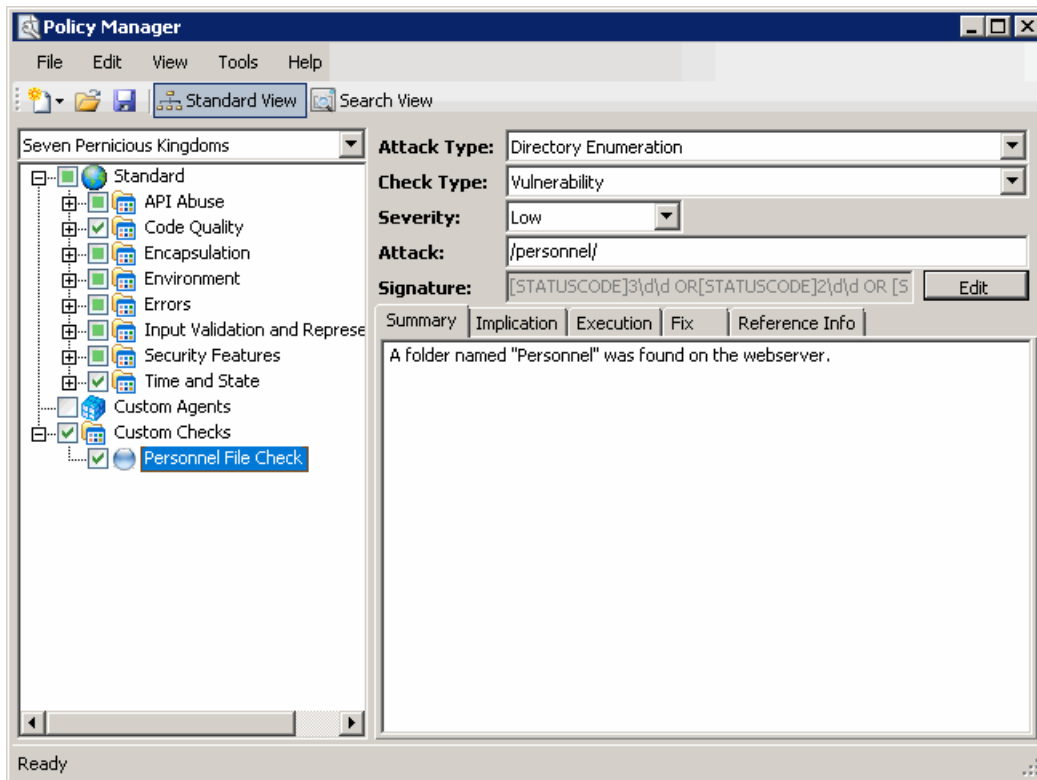 Policy Manager
File Edit View Tools Help
Standard View Search View
Seven Pernicious Kingdoms
Standard
API Abuse
Code Quality
Encapsulation
Environment
Errors
Input Validation and Represe
Security Features
Time and State
Custom Agents
Custom Checks
Personnel File Check
Attack Type: Directory Enumeration
Check Type: Vulnerability
Severity: Low
Attack: /personnel/
Signature: [STATUSCODE]3\d\d OR[STATUSCODE]2\d\d OR [S Edit
Summary Implication Execution Fix Reference Info
A folder named "Personnel" was found on the webserver.
Ready